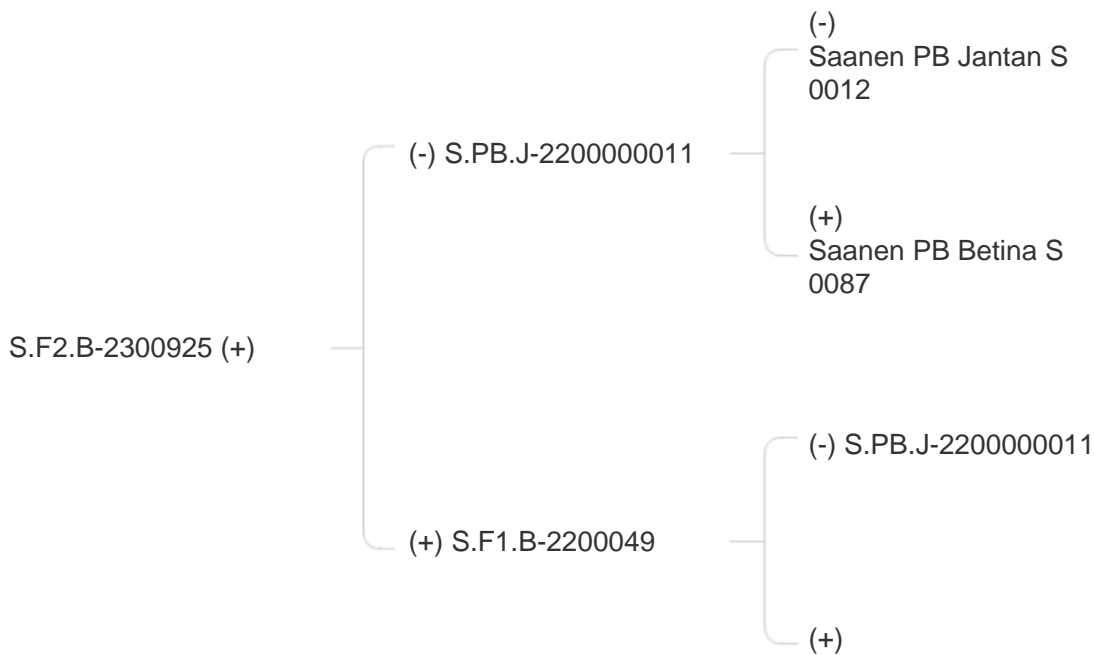 (-)
Saanen PB Jantan S
0012
(-) S.PB.J-2200000011
(+)
Saanen PB Betina S
0087
S.F2.B-2300925 (+)
(-) S.PB.J-2200000011
(+) S.F1.B-2200049
(+)